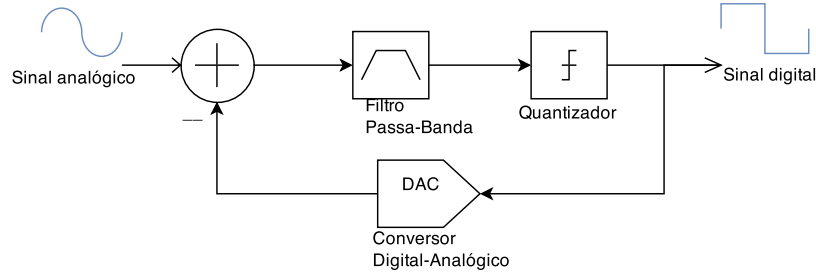 Sinal analógico
Filtro
Passa-Banda
Quantizador
Sinal digital
DAC
Conversor
Digital-Analógico